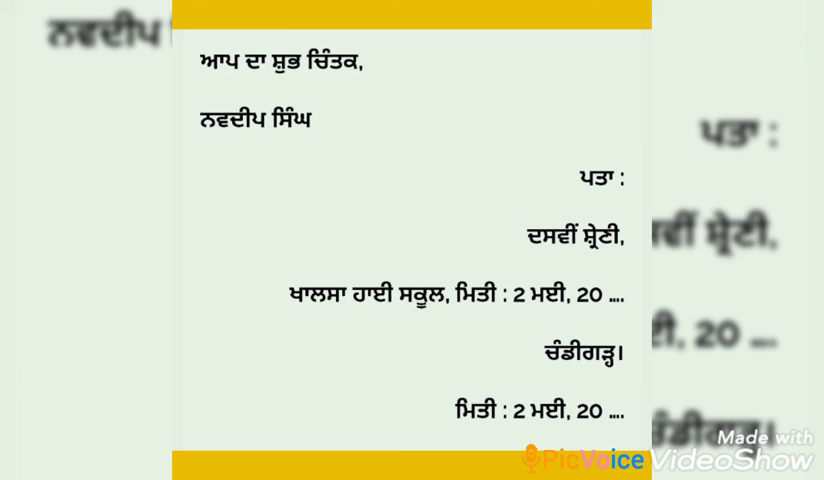 ਆਪ ਦਾ ਸ਼ੁਭ ਚਿੰਤਕ,
ਨਵਦੀਪ ਸਿੰਘ
ਪਤਾ :
ਦਸਵੀਂ ਸ਼੍ਰੇਣੀ,
ਖਾਲਸਾ ਹਾਈ ਸਕੂਲ, ਮਿਤੀ : 2 ਮਈ, 20 ....
ਚੰਡੀਗੜ੍ਹ।
ਮਿਤੀ : 2 ਮਈ, 20 ....
Made with
PicVoice VideoShow